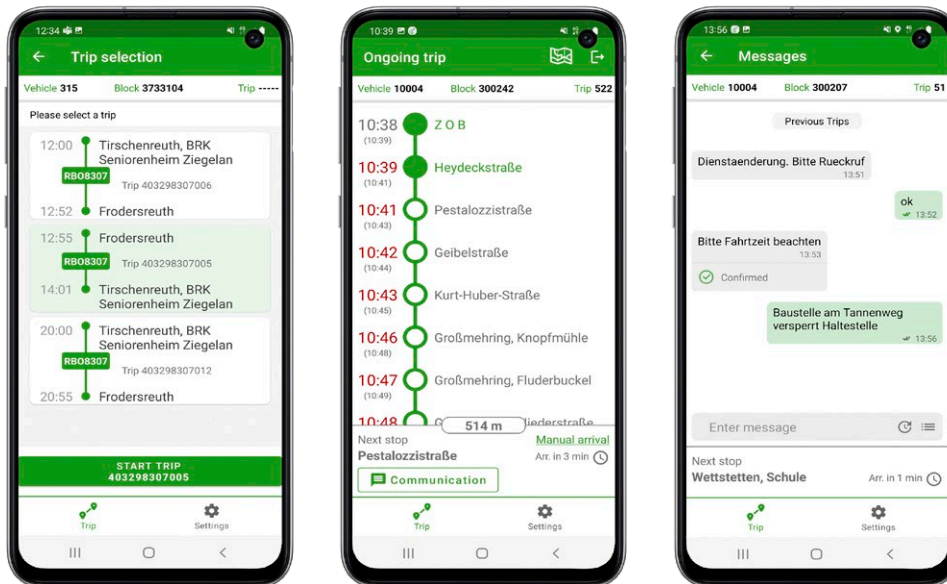 12:34
Trip selection
Vehicle 315 Block 3733104 Trip -----
Please select a trip
12:00 Tirschenreuth, BRK
Seniorenheim Ziegelan
RBO8307 Trip 403298307006
12:52 Frodersreuth
12:55 Frodersreuth
RBO8307 Trip 403298307005
14:01 Tirschenreuth, BRK
Seniorenheim Ziegelan
20:00 Tirschenreuth, BRK
Seniorenheim Ziegelan
RBO8307 Trip 403298307012
20:55 Frodersreuth
START TRIP
403298307005
Trip Settings
10:39
Ongoing trip
Vehicle 10004 Block 300242 Trip 522
10:38 Z O B
(10:39)
10:39 Heydeckstraße
(10:41)
10:41 Pestalozzistraße
(10:43)
10:42 Geibelstraße
(10:44)
10:43 Kurt-Huber-Straße
(10:45)
10:46 Großmehring, Knopfmühle
(10:48)
10:47 Großmehring, Fluderbuckel
(10:49)
10:48
514 m
Next stop Manual arrival
Pestalozzistraße Arr. in 3 min
Communication
Trip Settings
13:56
Messages
Vehicle 10004 Block 300207 Trip 51
Previous Trips
Dienstaenderung. Bitte Rueckruf
13:51
ok
13:52
Bitte Fahrtzeit beachten
13:53
Confirmed
Baustelle am Tannenweg
versperrt Haltestelle
13:56
Enter message
Next stop
Wettstetten, Schule Arr. in 1 min
Trip Settings